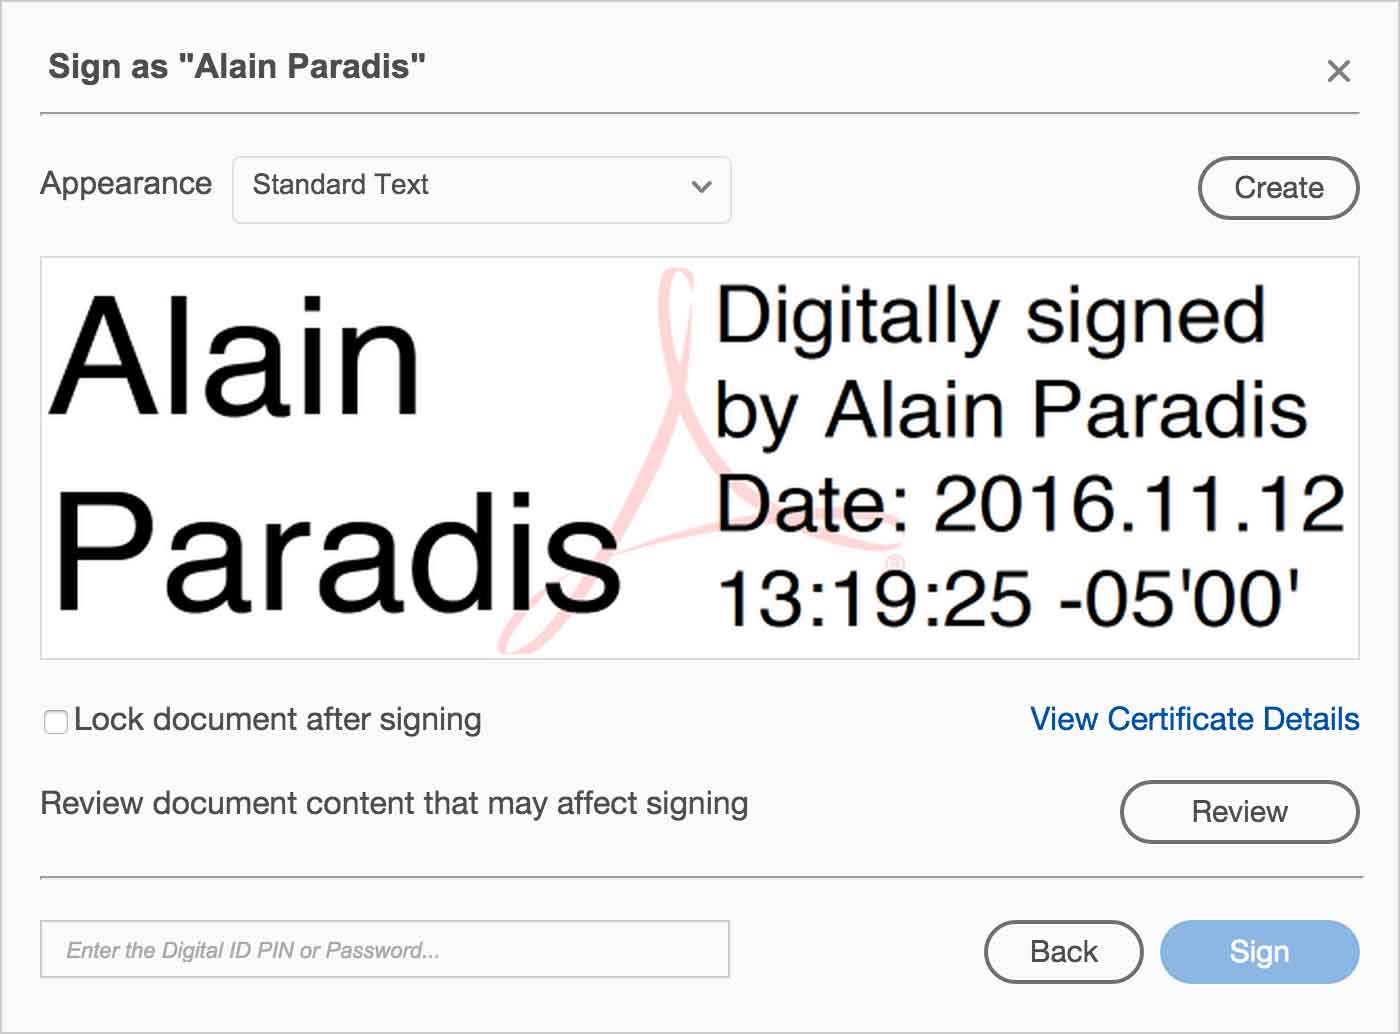 Sign as "Alain Paradis"
Appearance
Standard Text
Create
Alain
Paradis
Digitally signed
by Alain Paradis
Date: 2016.11.12
13:19:25 -05'00'
®
Lock document after signing
View Certificate Details
Review document content that may affect signing
Review
Enter the Digital ID PIN or Password...
Back
Sign